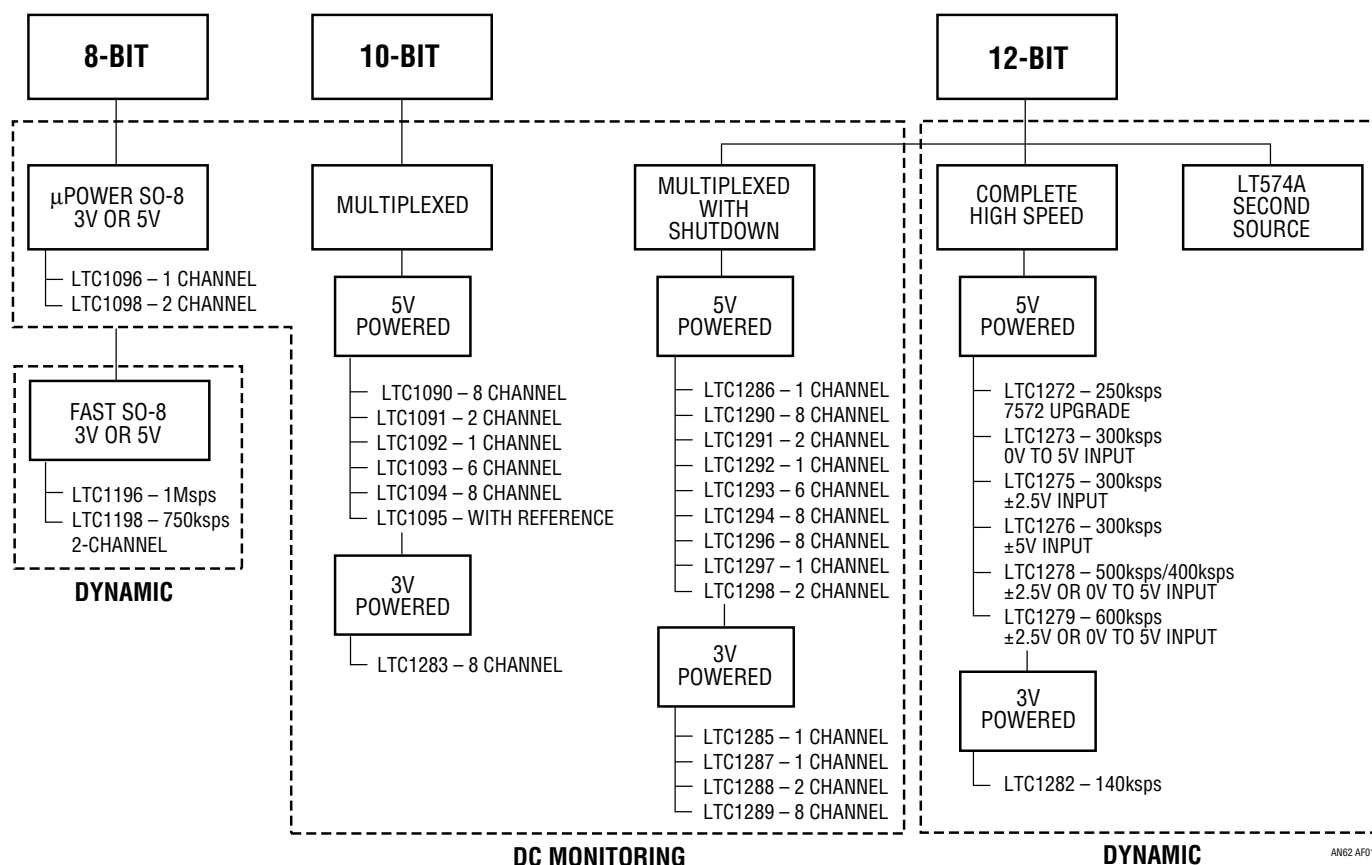 8-BIT
10-BIT
12-BIT
µPOWER SO-8
3V OR 5V
LTC1096 – 1 CHANNEL
LTC1098 – 2 CHANNEL
FAST SO-8
3V OR 5V
LTC1196 – 1Msps
LTC1198 – 750ksps
2-CHANNEL
DYNAMIC
MULTIPLEXED
5V
POWERED
LTC1090 – 8 CHANNEL
LTC1091 – 2 CHANNEL
LTC1092 – 1 CHANNEL
LTC1093 – 6 CHANNEL
LTC1094 – 8 CHANNEL
LTC1095 – WITH REFERENCE
3V
POWERED
LTC1283 – 8 CHANNEL
MULTIPLEXED
WITH
SHUTDOWN
5V
POWERED
LTC1286 – 1 CHANNEL
LTC1290 – 8 CHANNEL
LTC1291 – 2 CHANNEL
LTC1292 – 1 CHANNEL
LTC1293 – 6 CHANNEL
LTC1294 – 8 CHANNEL
LTC1296 – 8 CHANNEL
LTC1297 – 1 CHANNEL
LTC1298 – 2 CHANNEL
3V
POWERED
LTC1285 – 1 CHANNEL
LTC1287 – 1 CHANNEL
LTC1288 – 2 CHANNEL
LTC1289 – 8 CHANNEL
DC MONITORING
COMPLETE
HIGH SPEED
5V
POWERED
LTC1272 – 250ksps
7572 UPGRADE
LTC1273 – 300ksps
0V TO 5V INPUT
LTC1275 – 300ksps
±2.5V INPUT
LTC1276 – 300ksps
±5V INPUT
LTC1278 – 500ksps/400ksps
±2.5V OR 0V TO 5V INPUT
LTC1279 – 600ksps
±2.5V OR 0V TO 5V INPUT
3V
POWERED
LTC1282 – 140ksps
LT574A
SECOND
SOURCE
DYNAMIC
AN62